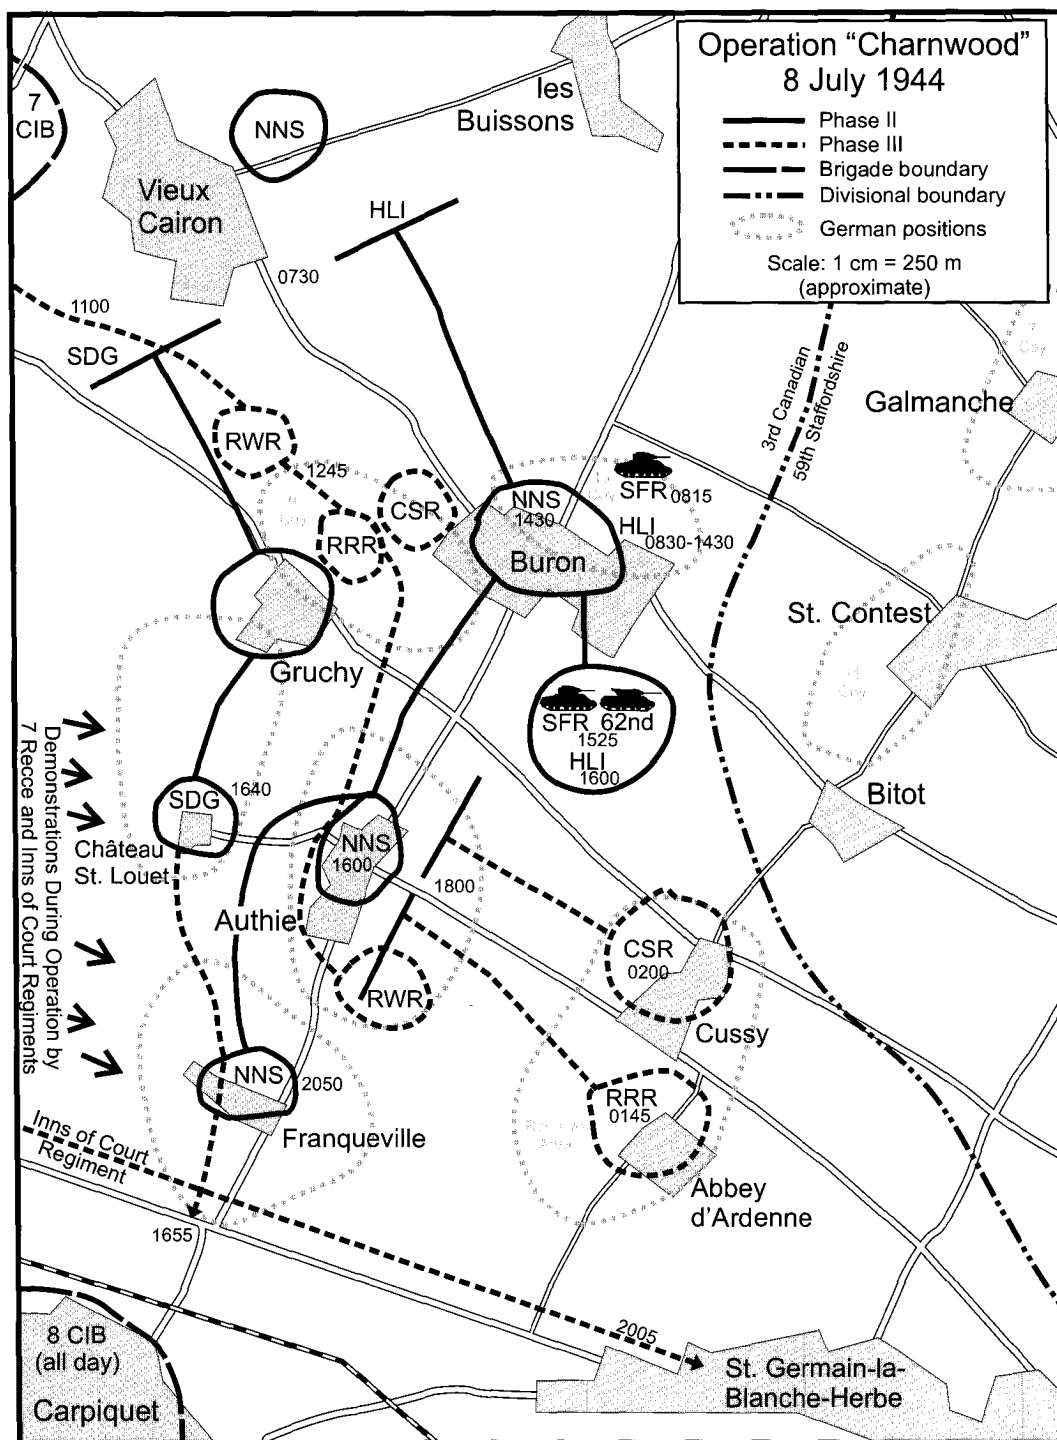 Operation “Charnwood”
8 July 1944
Phase II
Phase III
Brigade boundary
Divisional boundary
German positions
Scale: 1 cm = 250 m
(approximate)
7
CIB
NNS
les
Buissons
Vieux
Cairon
HLI
0730
1100
SDG
3rd Canadian
59th Staffordshire
Coy
Galmanche
RWR
1245
CSR
SFR 0815
NNS
1430
HLI
0830-1430
RRR
Buron
St. Contest
Gruchy
Coy
SFR 62nd
1525
HLI
1600
Demonstrations During Operation by
7 Recce and Inns of Court Regiments
SDG
1640
Bitot
Château
St. Louet
NNS
1600
1800
Authie
CSR
0200
RWR
Cussy
NNS
2050
RRR
0145
Inns of Court
Regiment
Franqueville
Abbey
d’Ardenne
1655
2005
8 CIB
(all day)
St. Germain-la-
Blanche-Herbe
Carpiquet